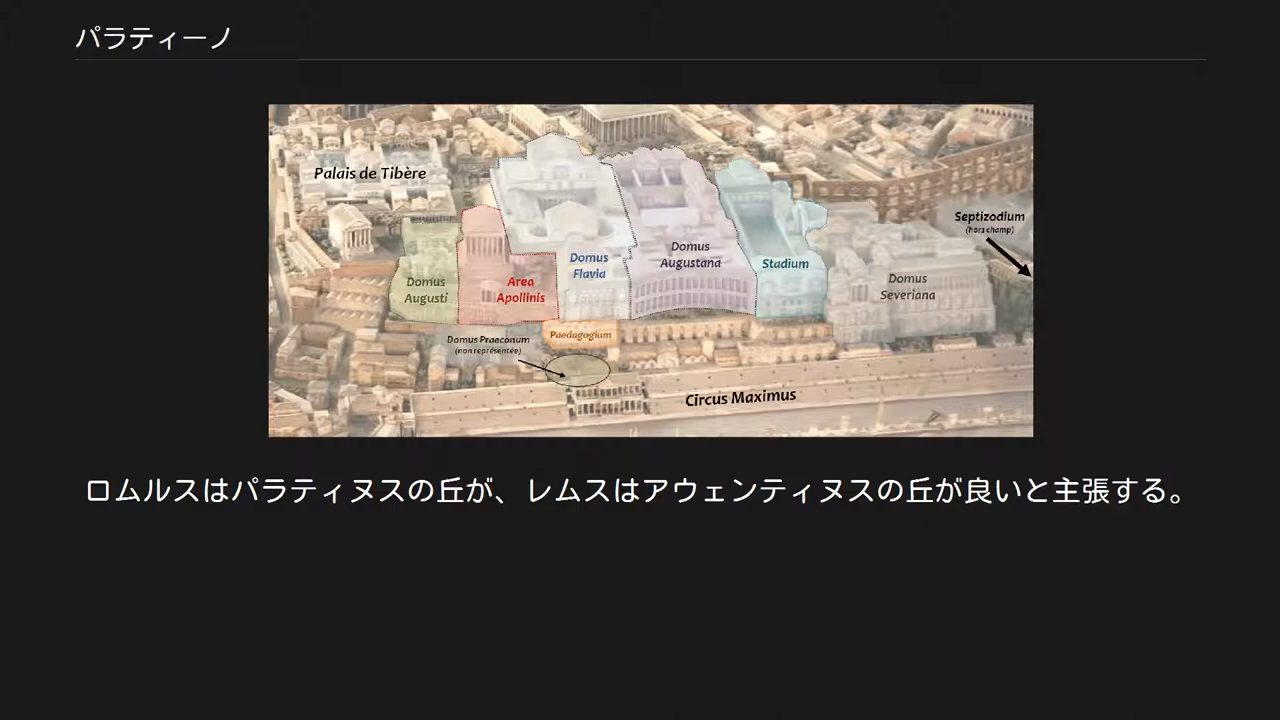 パラティーノ
Palais de Tibère
Septizodium
(hors champ)
Domus
Augustana
Domus
Flavia
Stadium
Domus
Augusti
Area
Apollinis
Domus
Severiana
Paedagogium
Domus Praeconum
(non représentée)
Circus Maximus
ロムルスはパラティヌスの丘が、レムスはアウェンティヌスの丘が良いと主張する。